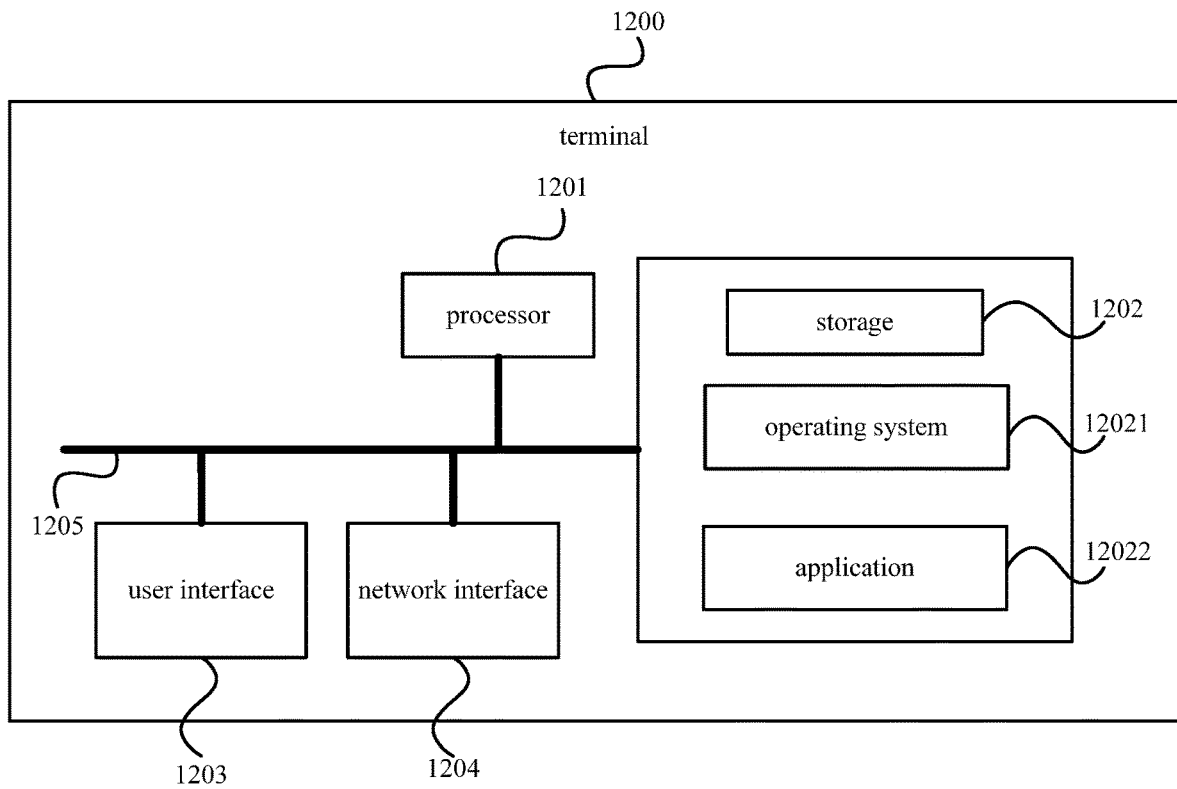 1200
terminal
1201
processor
storage
1202
operating system
12021
1205
user interface
network interface
application
12022
1203
1204